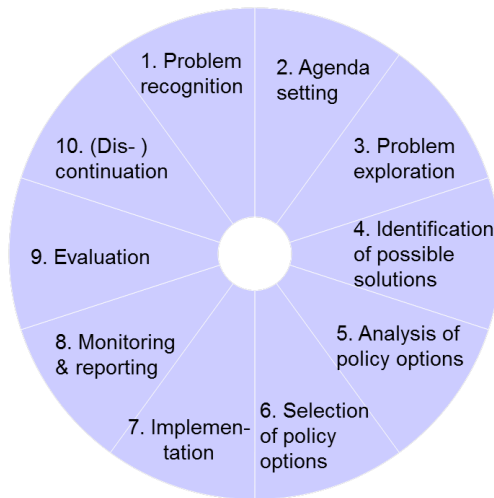 1. Problem
recognition
2. Agenda
setting
3. Problem
exploration
4. Identification
of possible
solutions
5. Analysis of
policy options
6. Selection
of policy
options
7. Implemen-
tation
8. Monitoring
& reporting
9. Evaluation
10. (Dis- )
continuation